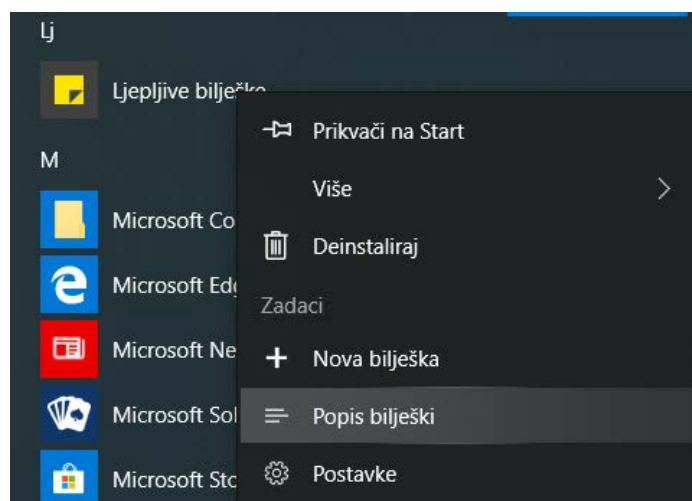 Lj
Ljepljive bilješke
Prikvači na Start
M
Više
Microsoft Co
Deinstaliraj
Microsoft Edg
Zadaci
Microsoft Ne
Nova bilješka
Microsoft Sol
Popis bilješki
Microsoft Sto
Postavke